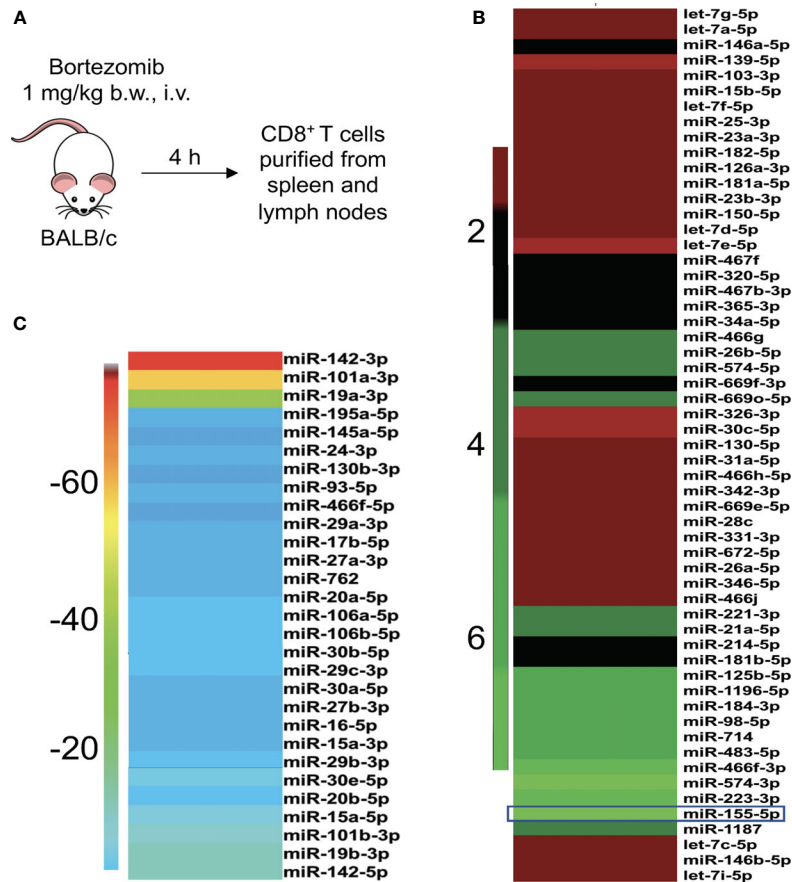 A
Bortezomib
1 mg/kg b.w., i.v.
4 h
CD8+ T cells
purified from
spleen and
lymph nodes
BALB/c
B
2
4
6
let-7g-5p
let-7a-5p
miR-146a-5p
miR-139-5p
miR-103-3p
miR-15b-5p
let-7f-5p
miR-25-3p
miR-23a-3p
miR-182-5p
miR-126a-3p
miR-181a-5p
miR-23b-3p
miR-150-5p
let-7d-5p
let-7e-5p
miR-467f
miR-320-5p
miR-467b-3p
miR-365-3p
miR-34a-5p
miR-466g
miR-26b-5p
miR-574-5p
miR-669f-3p
miR-669o-5p
miR-326-3p
miR-30c-5p
miR-130-5p
miR-31a-5p
miR-466h-5p
miR-342-3p
miR-669e-5p
miR-28c
miR-331-3p
miR-672-5p
miR-26a-5p
miR-346-5p
miR-466j
miR-221-3p
miR-21a-5p
miR-214-5p
miR-181b-5p
miR-125b-5p
miR-1196-5p
miR-184-3p
miR-98-5p
miR-714
miR-483-5p
miR-466f-3p
miR-574-3p
miR-223-3p
miR-155-5p
miR-1187
let-7c-5p
miR-146b-5p
let-7i-5p
C
-60
-40
-20
miR-142-3p
miR-101a-3p
miR-19a-3p
miR-195a-5p
miR-145a-5p
miR-24-3p
miR-130b-3p
miR-93-5p
miR-466f-5p
miR-29a-3p
miR-17b-5p
miR-27a-3p
miR-762
miR-20a-5p
miR-106a-5p
miR-106b-5p
miR-30b-5p
miR-29c-3p
miR-30a-5p
miR-27b-3p
miR-16-5p
miR-15a-3p
miR-29b-3p
miR-30e-5p
miR-20b-5p
miR-15a-5p
miR-101b-3p
miR-19b-3p
miR-142-5p